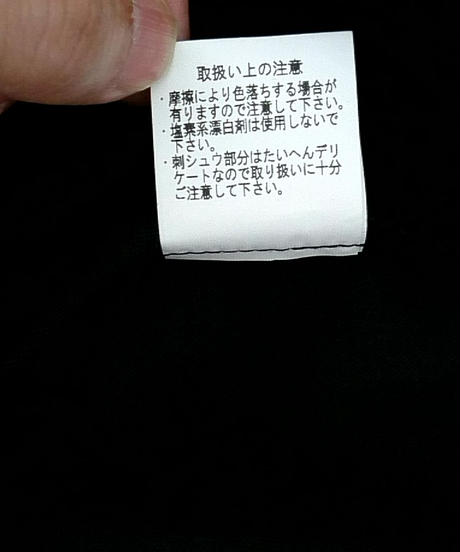 取扱い上の注意
・摩擦により色落ちする場合が
有りますので注意して下さい。
・塩素系漂白剤は使用しないで
下さい。
・刺シュウ部分はたいへんデリ
ケートなので取り扱いに十分
ご注意して下さい。